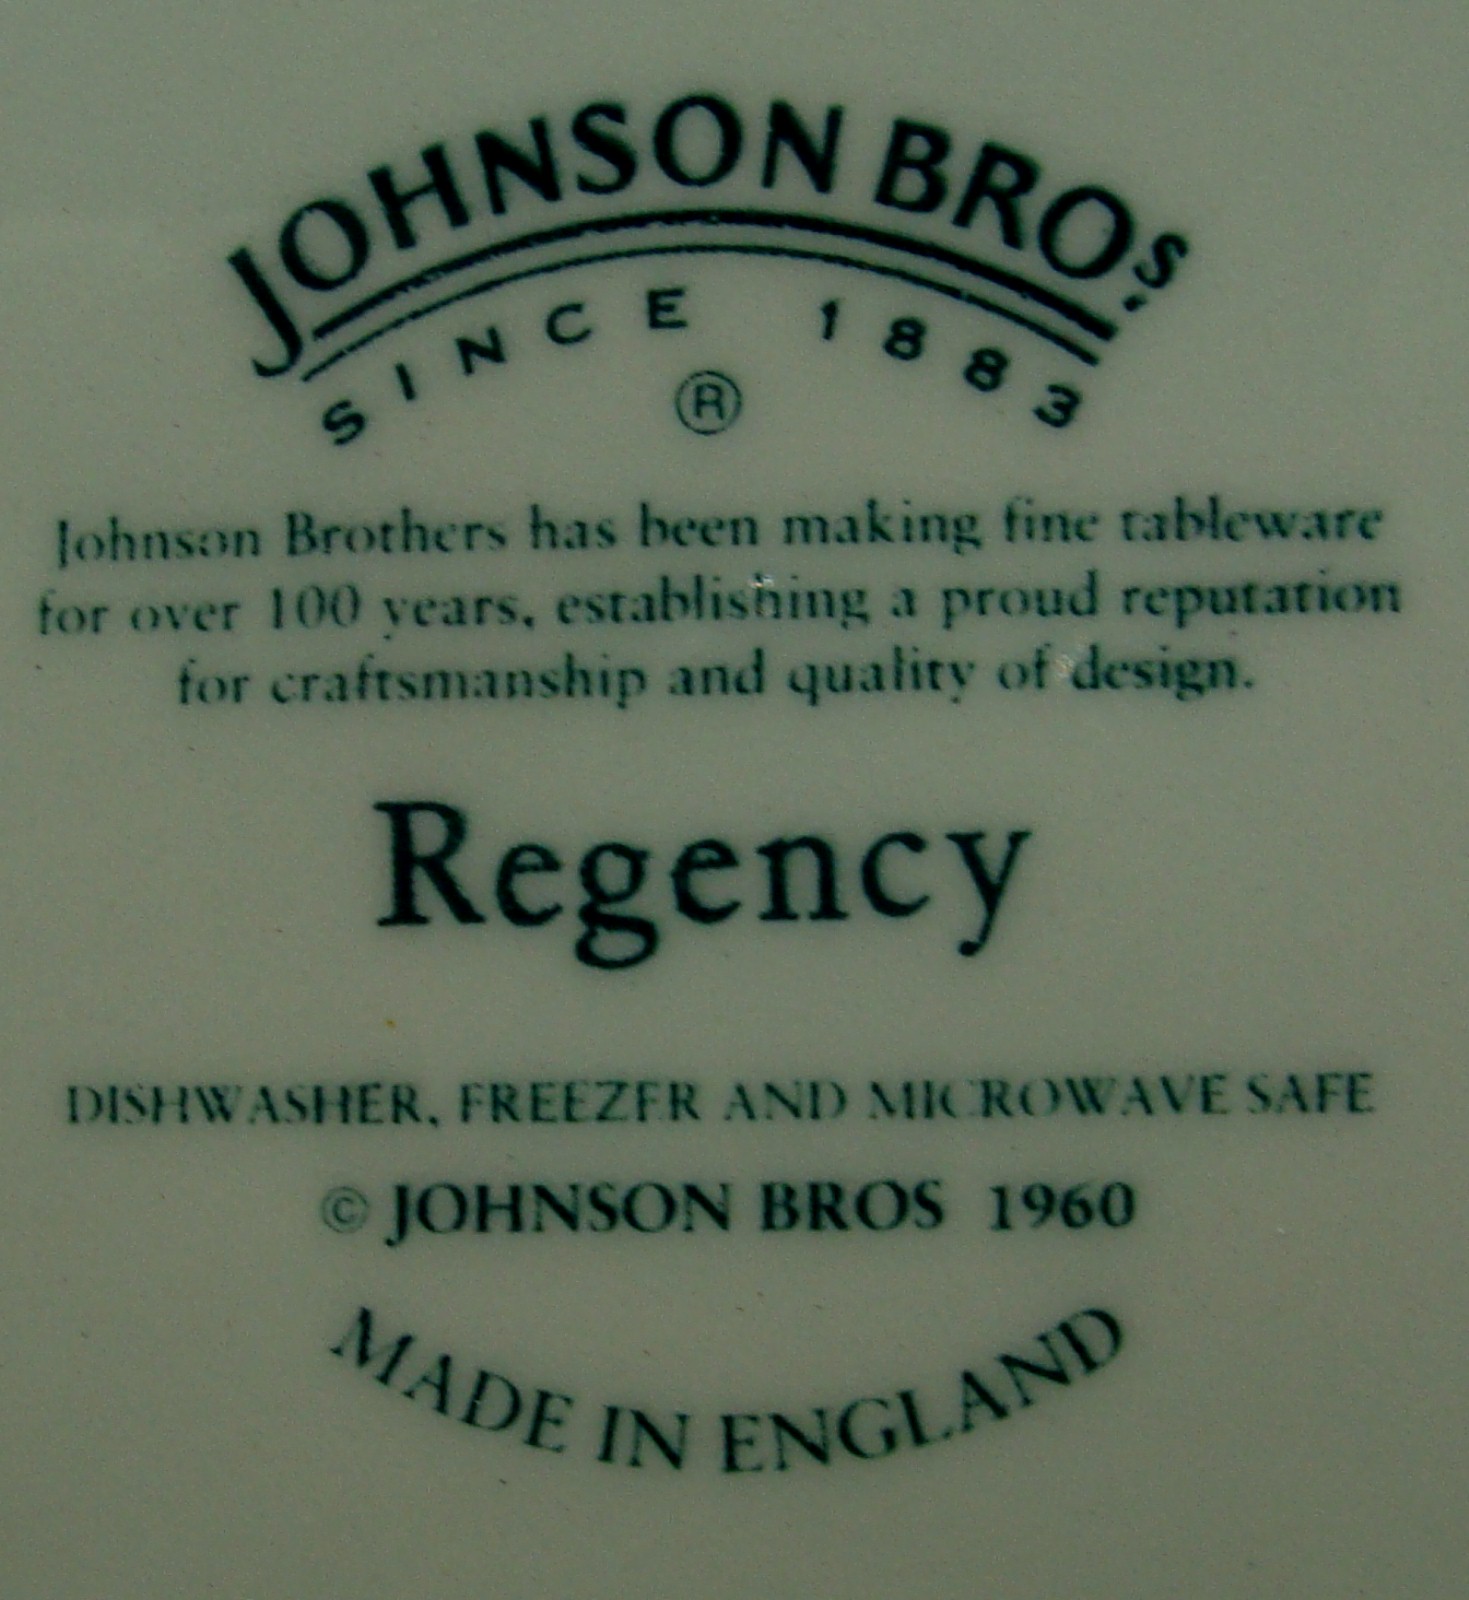 JOHNSON BROS.
SINCE 1883
®
Johnson Brothers has been making fine tableware
for over 100 years, establishing a proud reputation
for craftsmanship and quality of design.
Regency
DISHWASHER, FREEZER AND MICROWAVE SAFE
© JOHNSON BROS 1960
MADE IN ENGLAND